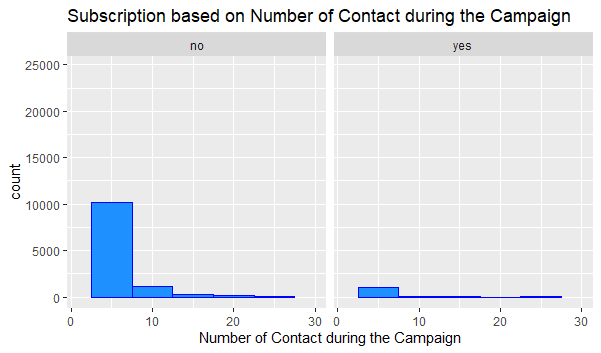 Subscription based on Number of Contact during the Campaign
no
yes
count
25000
20000
15000
10000
5000
0
0
10
20
30
0
10
20
30
Number of Contact during the Campaign